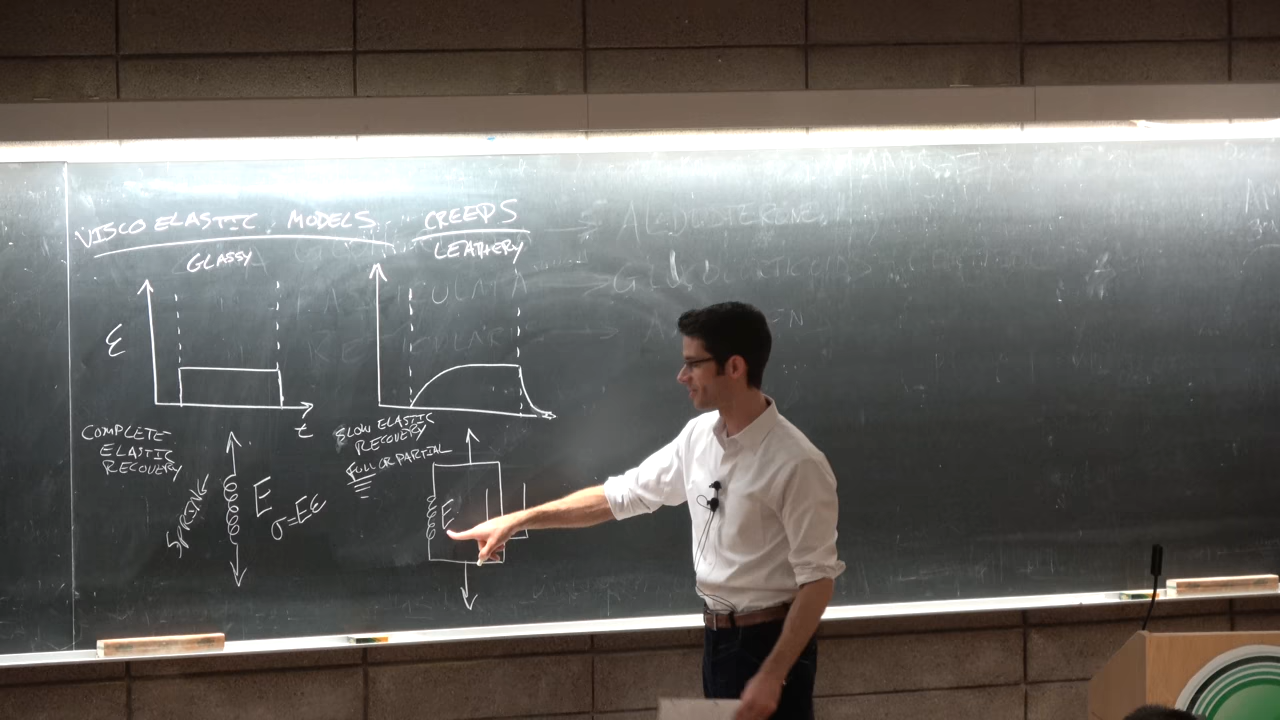 VISCO ELASTIC MODELS
GLASSY
ε
t
COMPLETE
ELASTIC
RECOVERY
SPRING
E
σ=Eε
CREEPS
LEATHERY
SLOW ELASTIC
RECOVERY
FULL OR PARTIAL
E